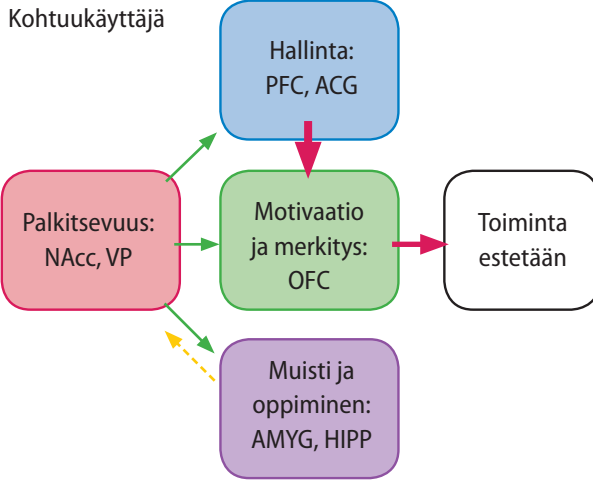 Kohtuukäyttäjä
Hallinta:
PFC, ACG
Palkitsevuus:
NAcc, VP
Motivaatio
ja merkitys:
OFC
Toiminta
estetään
Muisti ja
oppiminen:
AMYG, HIPP